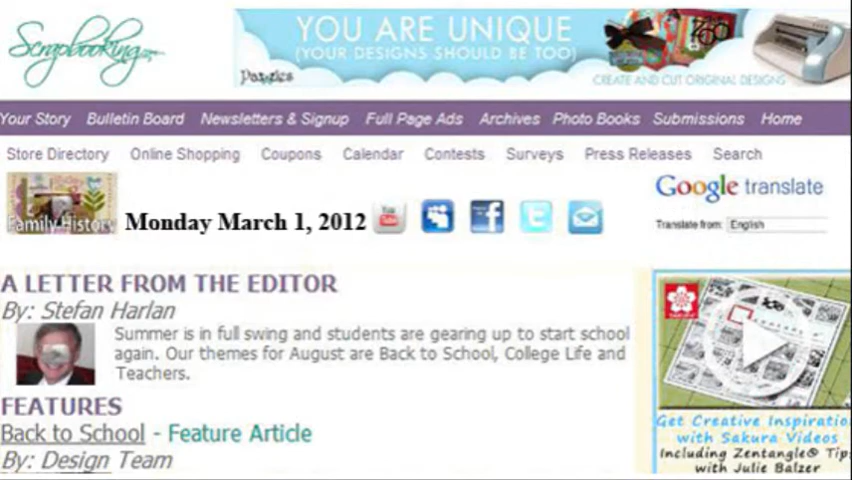 Scrapbooking.com
YOU ARE UNIQUE
(YOUR DESIGNS SHOULD BE TOO)
Pazzles
CREATE AND CUT ORIGINAL DESIGNS
Your Story Bulletin Board Newsletters & Signup Full Page Ads Archives Photo Books Submissions Home
Store Directory Online Shopping Coupons Calendar Contests Surveys Press Releases Search
Family History
Monday March 1, 2012
You
Google translate
Translate from: English
A LETTER FROM THE EDITOR
By: Stefan Harlan
Summer is in full swing and students are gearing up to start school
again. Our themes for August are Back to School, College Life and
Teachers.
FEATURES
Back to School - Feature Article
By: Design Team
Get Creative Inspiratio
with Sakura Videos
Including Zentangle® Tip
with Julie Balzer